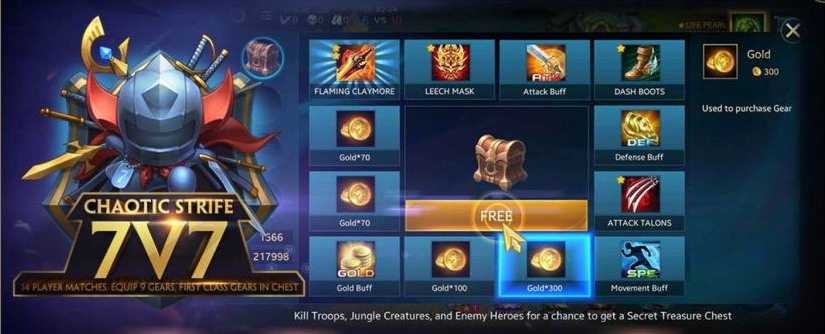 VS 10
LIFE PEARL
Gold
300
Used to purchase Gear
FLAMING CLAYMORE
LEECH MASK
ATK
Attack Buff
DASH BOOTS
Gold*70
DEF
Defense Buff
Gold*70
FREE
ATTACK TALONS
GOLD
Gold Buff
Gold*100
Gold*300
SPE
Movement Buff
7
CHAOTIC STRIFE
7V7
14 PLAYER MATCHES. EQUIP 9 GEARS, FIRST CLASS GEARS IN CHEST
1566
217998
Kill Troops, Jungle Creatures, and Enemy Heroes for a chance to get a Secret Treasure Chest